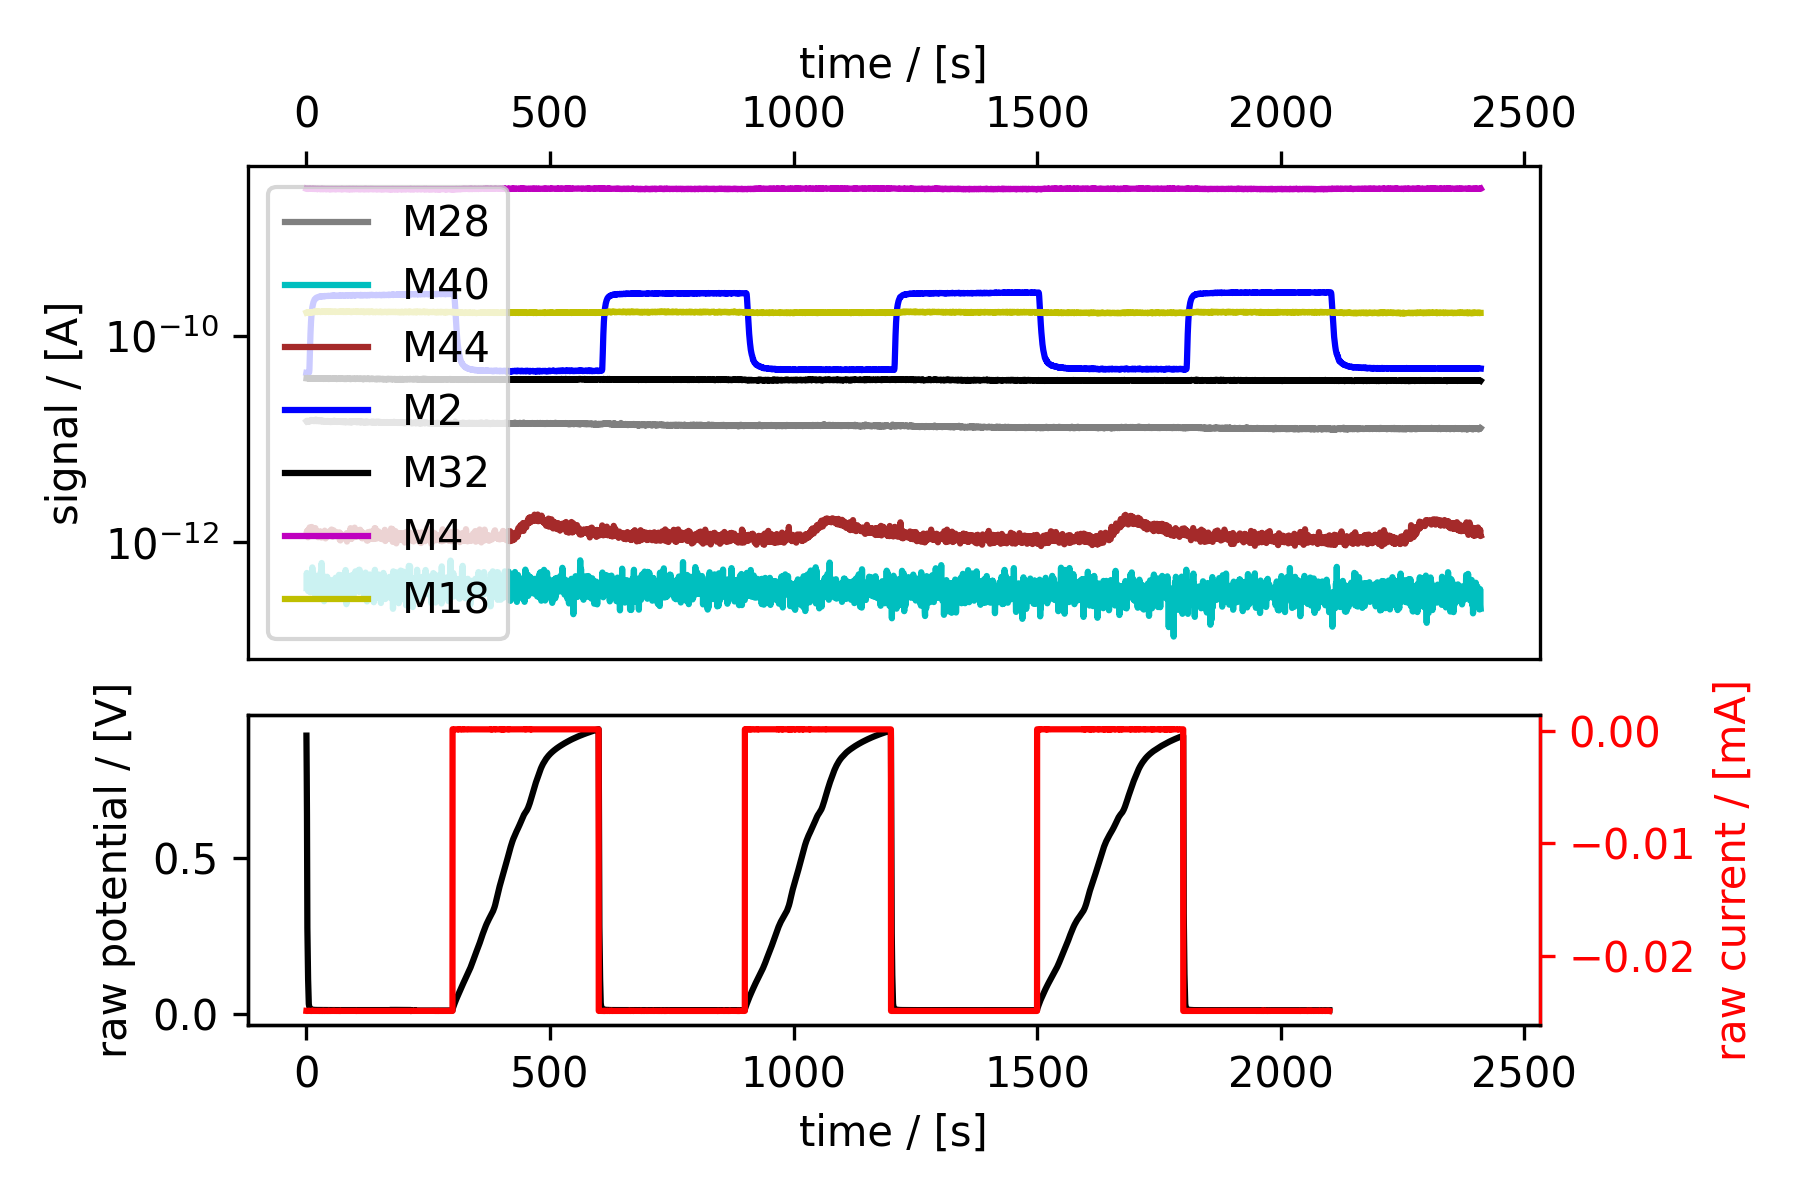 time / [s]
0 500 1000 1500 2000 2500
signal / [A]
10⁻¹⁰
10⁻¹²
M28
M40
M44
M2
M32
M4
M18
raw potential / [V]
0.5
0.0
0.00
−0.01
−0.02
raw current / [mA]
0 500 1000 1500 2000 2500
time / [s]